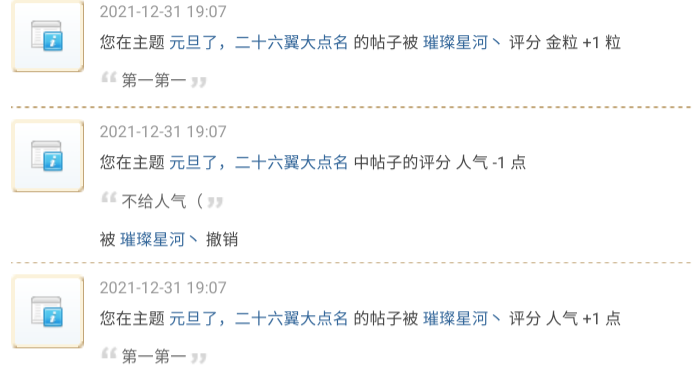 2021-12-31 19:07
您在主题 元旦了，二十六翼大点名 的帖子被 璀璨星河丶 评分 金粒 +1 粒
“ 第一第一 ”
2021-12-31 19:07
您在主题 元旦了，二十六翼大点名 中帖子的评分 人气 -1 点
“ 不给人气（ ”
被 璀璨星河丶 撤销
2021-12-31 19:07
您在主题 元旦了，二十六翼大点名 的帖子被 璀璨星河丶 评分 人气 +1 点
“ 第一第一 ”